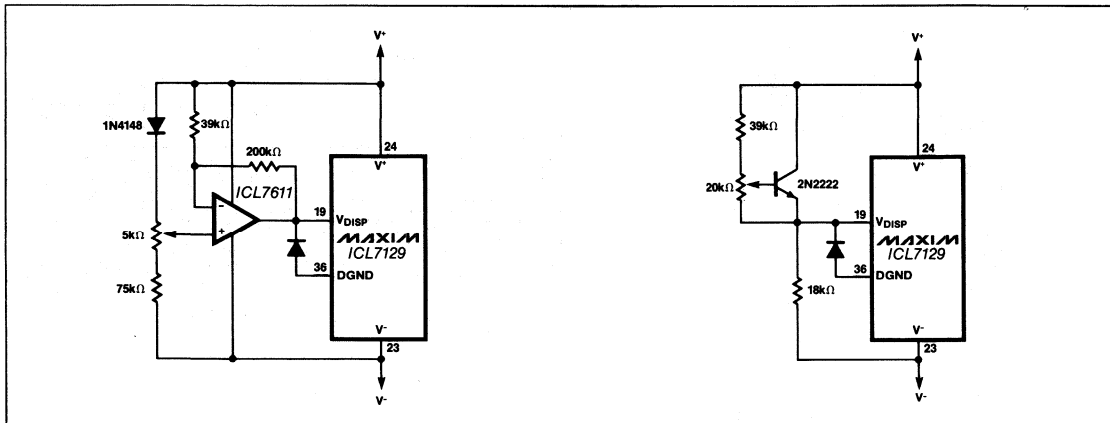 V+
1N4148
39kΩ
200kΩ
ICL7611
−
+
5kΩ
75kΩ
24
V+
19
VDISP
MAXIM
ICL7129
36
DGND
V-
23
V-
V+
39kΩ
20kΩ
2N2222
18kΩ
24
V+
19
VDISP
MAXIM
ICL7129
36
DGND
V-
23
V-